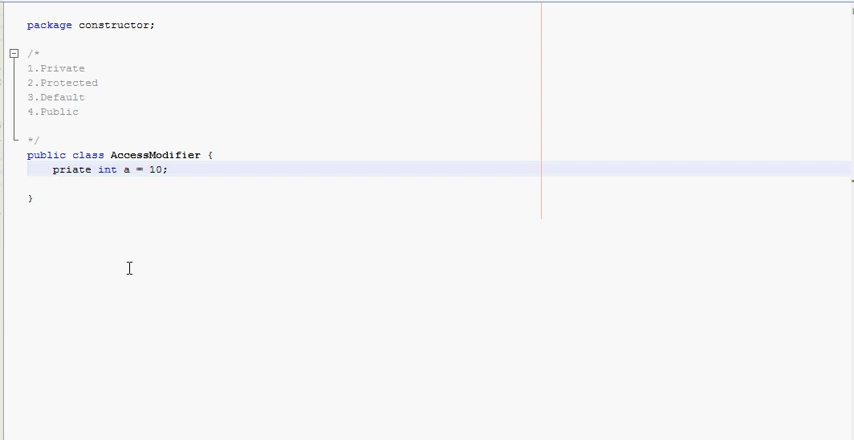 package constructor;
/*
1.Private
2.Protected
3.Default
4.Public
*/
public class AccessModifier {
priate int a = 10;
}